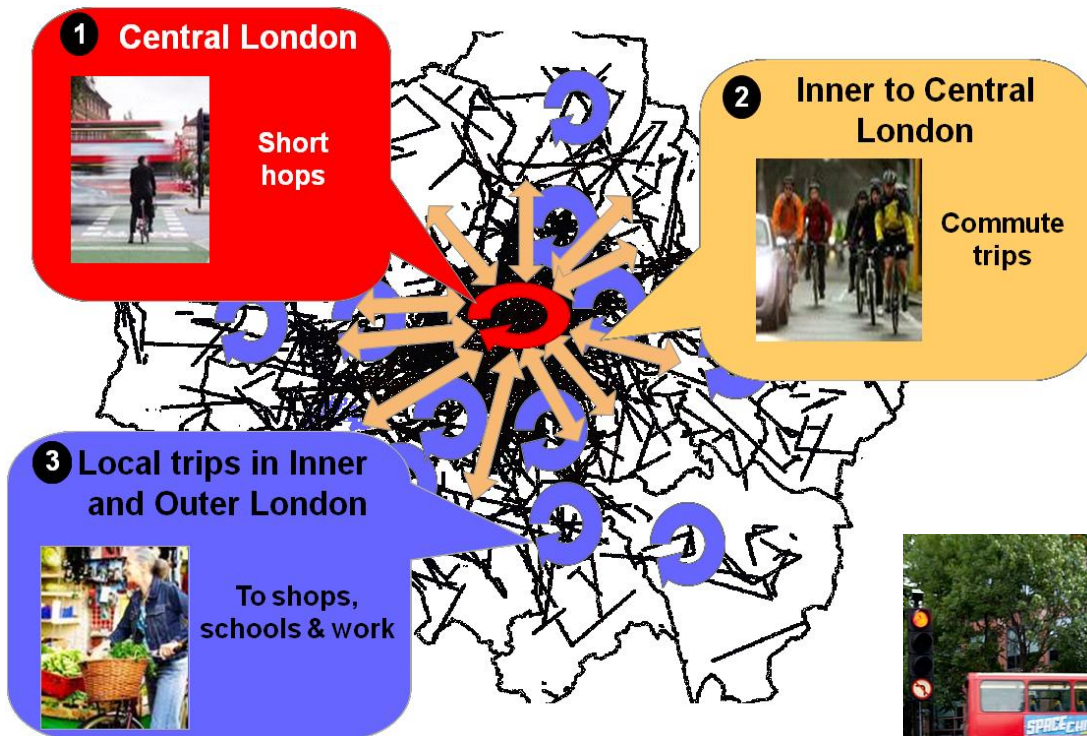 1 Central London
Short
hops
2 Inner to Central
London
Commute
trips
3 Local trips in Inner
and Outer London
To shops,
schools & work
SPACE